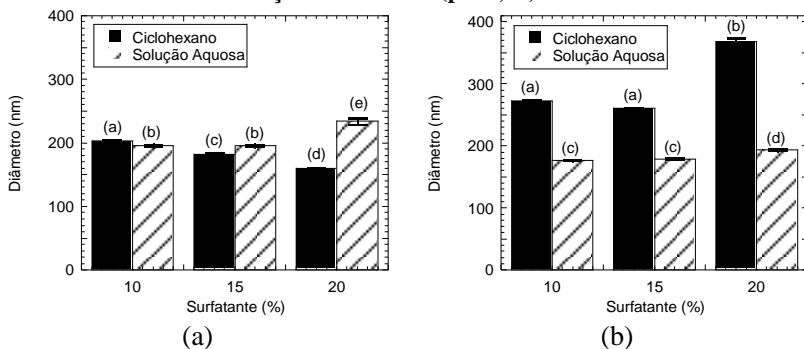 400
300
200
100
0
Diâmetro (nm)
Ciclohexano
Solução Aquosa
(a) (b) (c) (b) (d) (e)
10 15 20
Surfatante (%)
(a)
400
300
200
100
0
Diâmetro (nm)
Ciclohexano
Solução Aquosa
(a) (c) (a) (c) (b) (d)
10 15 20
Surfatante (%)
(b)